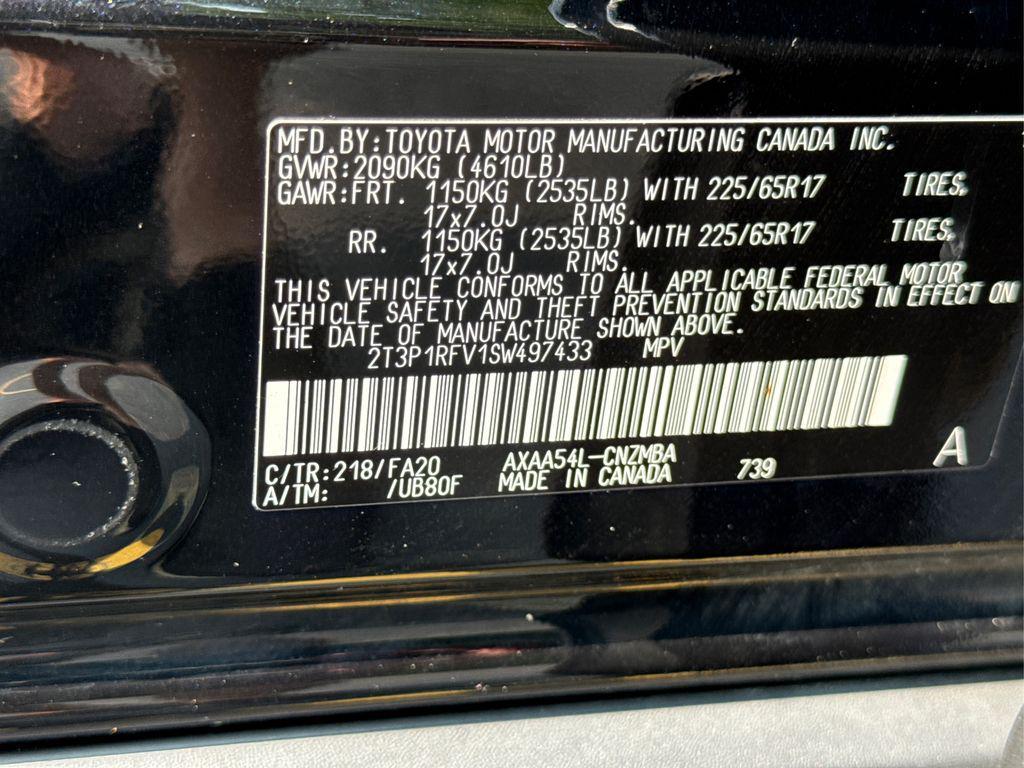 MFD.BY:TOYOTA MOTOR MANUFACTURING CANADA INC.
GVWR:2090KG (4610LB)
GAWR:FRT. 1150KG (2535LB) WITH 225/65R17 TIRES,
17x7.0J RIMS.
RR. 1150KG (2535LB) WITH 225/65R17 TIRES,
17x7.0J RIMS.
THIS VEHICLE CONFORMS TO ALL APPLICABLE FEDERAL MOTOR
VEHICLE SAFETY AND THEFT PREVENTION STANDARDS IN EFFECT ON
THE DATE OF MANUFACTURE SHOWN ABOVE.
2T3P1RFV1SW497433 MPV
C/TR:218/FA20 AXAA54L-CNZMBA 739 A
A/TM: /UB80F MADE IN CANADA